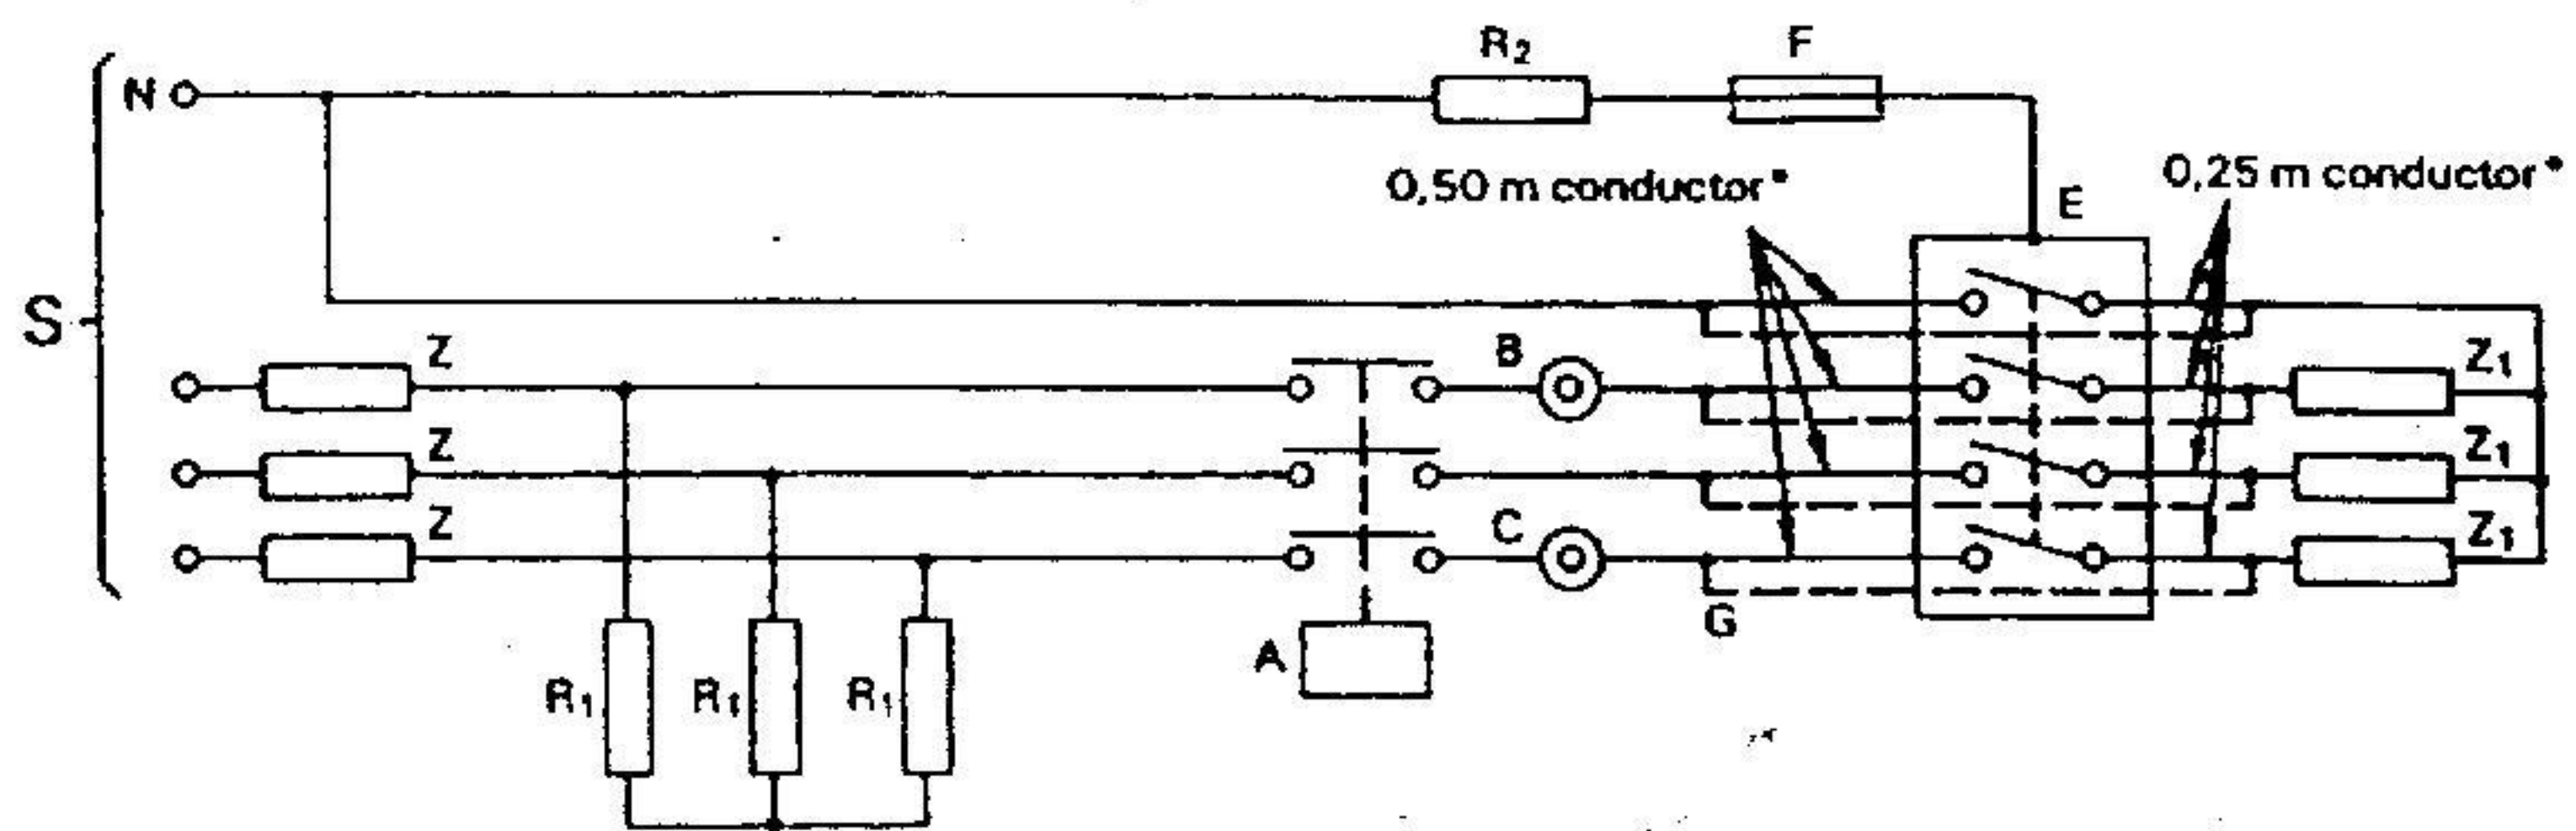 R₂ F
N
0,50 m conductor*
0,25 m conductor*
E
S
Z B Z₁
Z Z₁
Z C Z₁
G
A
R₁ R₁ R₁